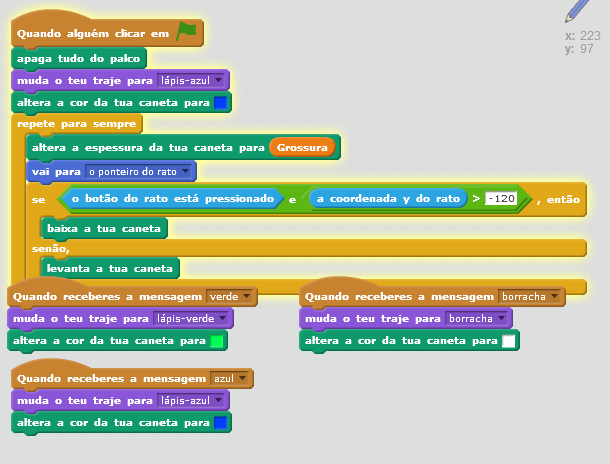 Quando alguém clicar em
apaga tudo do palco
muda o teu traje para lápis-azul
altera a cor da tua caneta para
repete para sempre
altera a espessura da tua caneta para Grossura
vai para o ponteiro do rato
se o botão do rato está pressionado e a coordenada y do rato > -120 , então
baixa a tua caneta
senão,
levanta a tua caneta
Quando receberes a mensagem verde
muda o teu traje para lápis-verde
altera a cor da tua caneta para
Quando receberes a mensagem borracha
muda o teu traje para borracha
altera a cor da tua caneta para
Quando receberes a mensagem azul
muda o teu traje para lápis-azul
altera a cor da tua caneta para
x: 223
y: 97